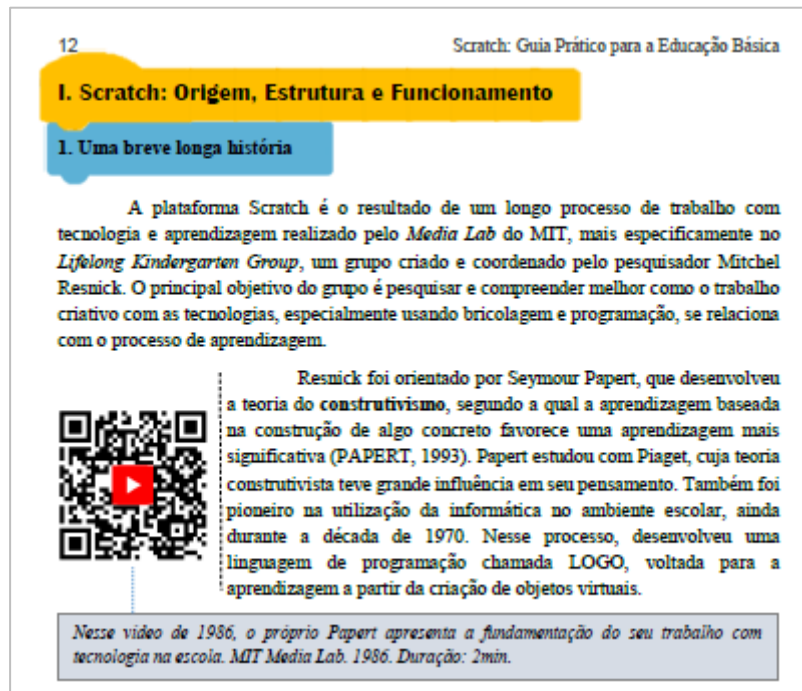 12
Scratch: Guia Prático para a Educação Básica
I. Scratch: Origem, Estrutura e Funcionamento
1. Uma breve longa história
A plataforma Scratch é o resultado de um longo processo de trabalho com
tecnologia e aprendizagem realizado pelo Media Lab do MIT, mais especificamente no
Lifelong Kindergarten Group, um grupo criado e coordenado pelo pesquisador Mitchel
Resnick. O principal objetivo do grupo é pesquisar e compreender melhor como o trabalho
criativo com as tecnologias, especialmente usando bricolagem e programação, se relaciona
com o processo de aprendizagem.
Resnick foi orientado por Seymour Papert, que desenvolveu
a teoria do construtivismo, segundo a qual a aprendizagem baseada
na construção de algo concreto favorece uma aprendizagem mais
significativa (PAPERT, 1993). Papert estudou com Piaget, cuja teoria
construtivista teve grande influência em seu pensamento. Também foi
pioneiro na utilização da informática no ambiente escolar, ainda
durante a década de 1970. Nesse processo, desenvolveu uma
linguagem de programação chamada LOGO, voltada para a
aprendizagem a partir da criação de objetos virtuais.
Nesse video de 1986, o próprio Papert apresenta a fundamentação do seu trabalho com
tecnologia na escola. MIT Media Lab. 1986. Duração: 2min.